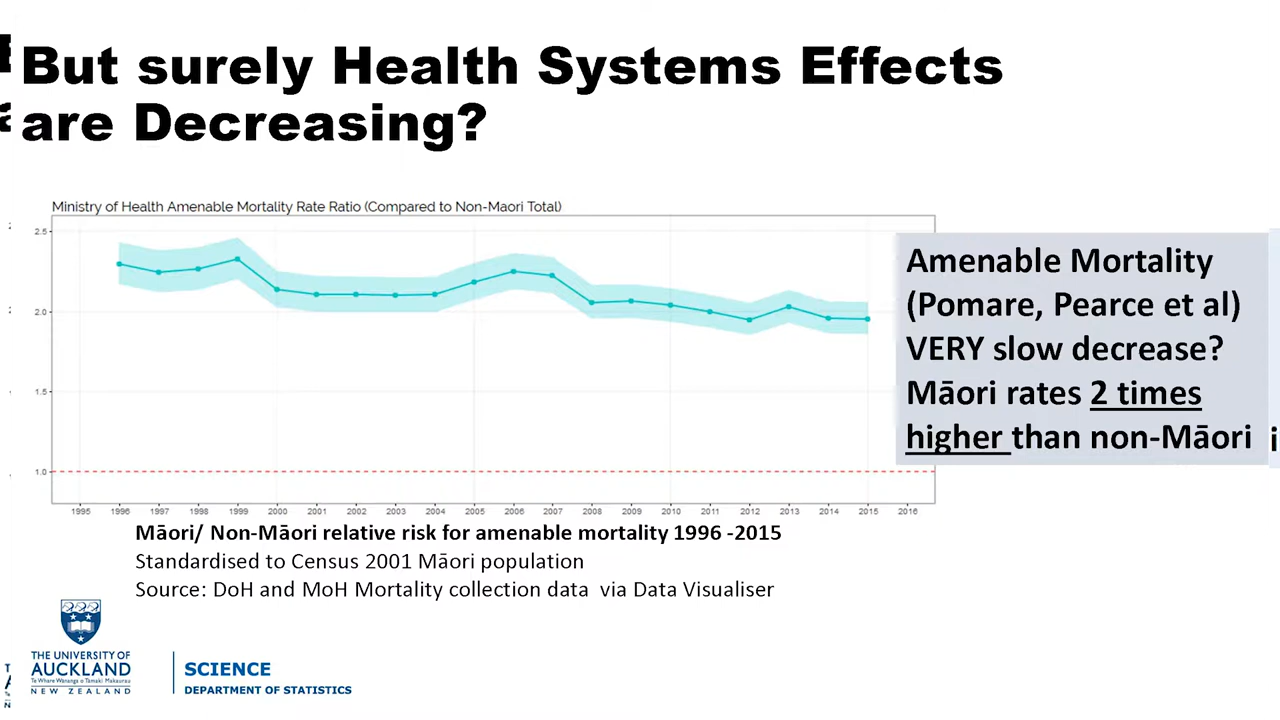 But surely Health Systems Effects
are Decreasing?
Ministry of Health Amenable Mortality Rate Ratio (Compared to Non-Maori Total)
2.5
2.0
1.5
1.0
1995 1996 1997 1998 1999 2000 2001 2002 2003 2004 2005 2006 2007 2008 2009 2010 2011 2012 2013 2014 2015 2016
Amenable Mortality
(Pomare, Pearce et al)
VERY slow decrease?
Māori rates 2 times
higher than non-Māori
Māori/ Non-Māori relative risk for amenable mortality 1996 -2015
Standardised to Census 2001 Māori population
Source: DoH and MoH Mortality collection data via Data Visualiser
THE UNIVERSITY OF
AUCKLAND
Te Whare Wānanga o Tāmaki Makaurau
NEW ZEALAND
SCIENCE
DEPARTMENT OF STATISTICS